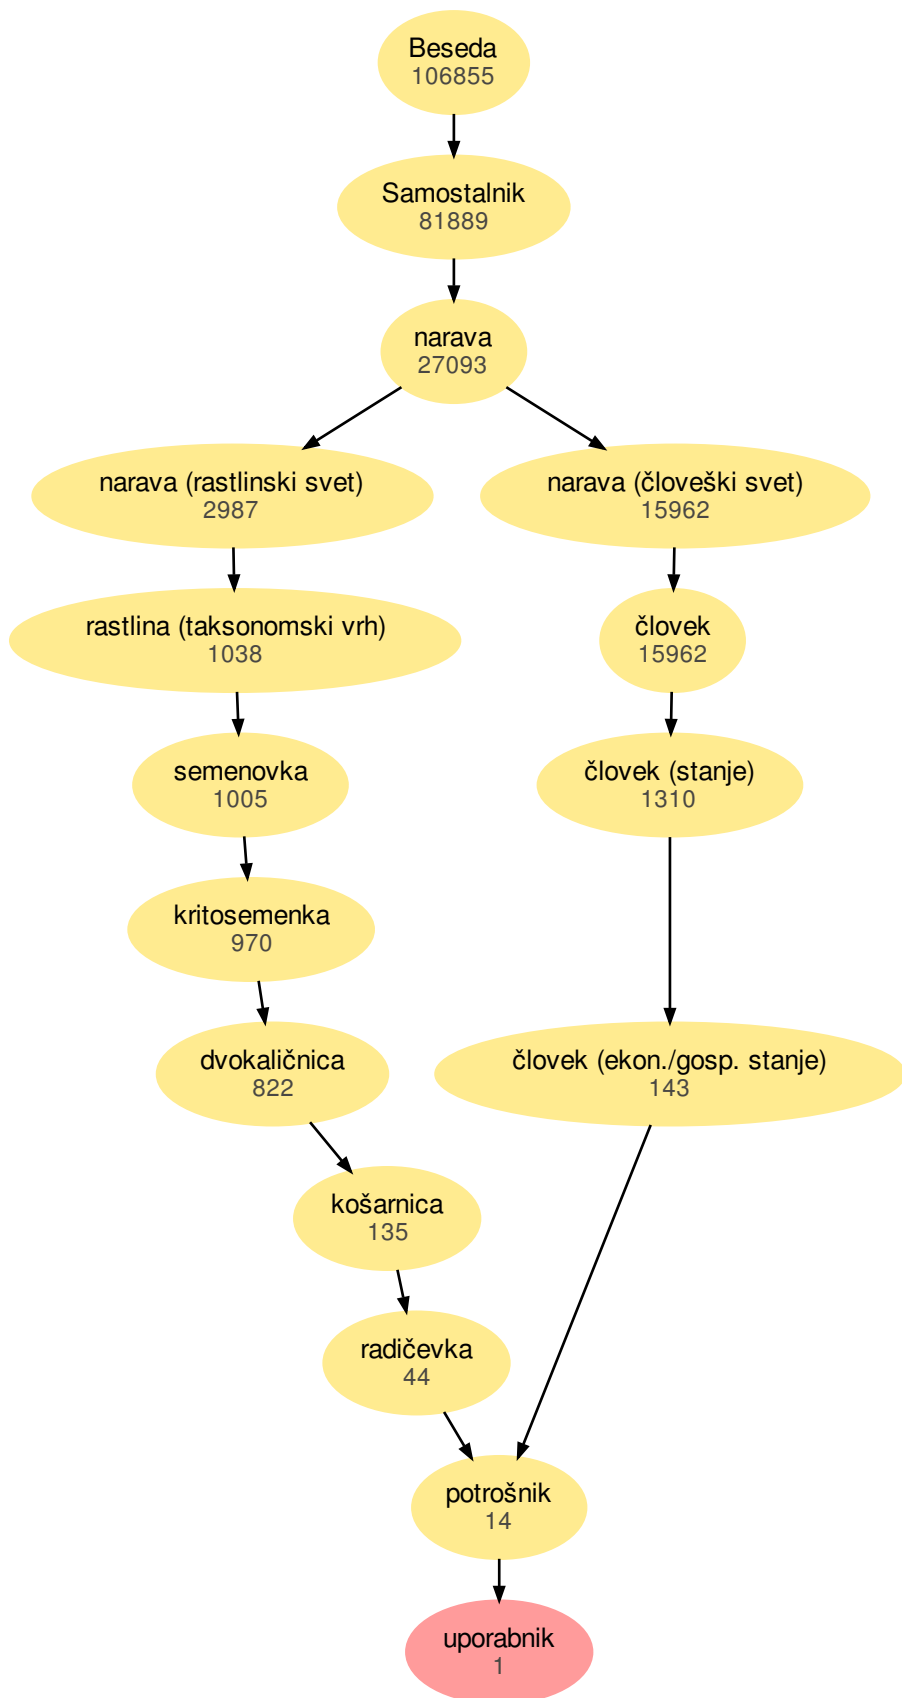 Beseda
106855
Samostalnik
81889
narava
27093
narava (rastlinski svet)
2987
narava (človeški svet)
15962
rastlina (taksonomski vrh)
1038
človek
15962
semenovka
1005
človek (stanje)
1310
kritosemenka
970
dvokaličnica
822
človek (ekon./gosp. stanje)
143
košarnica
135
radičevka
44
potrošnik
14
uporabnik
1